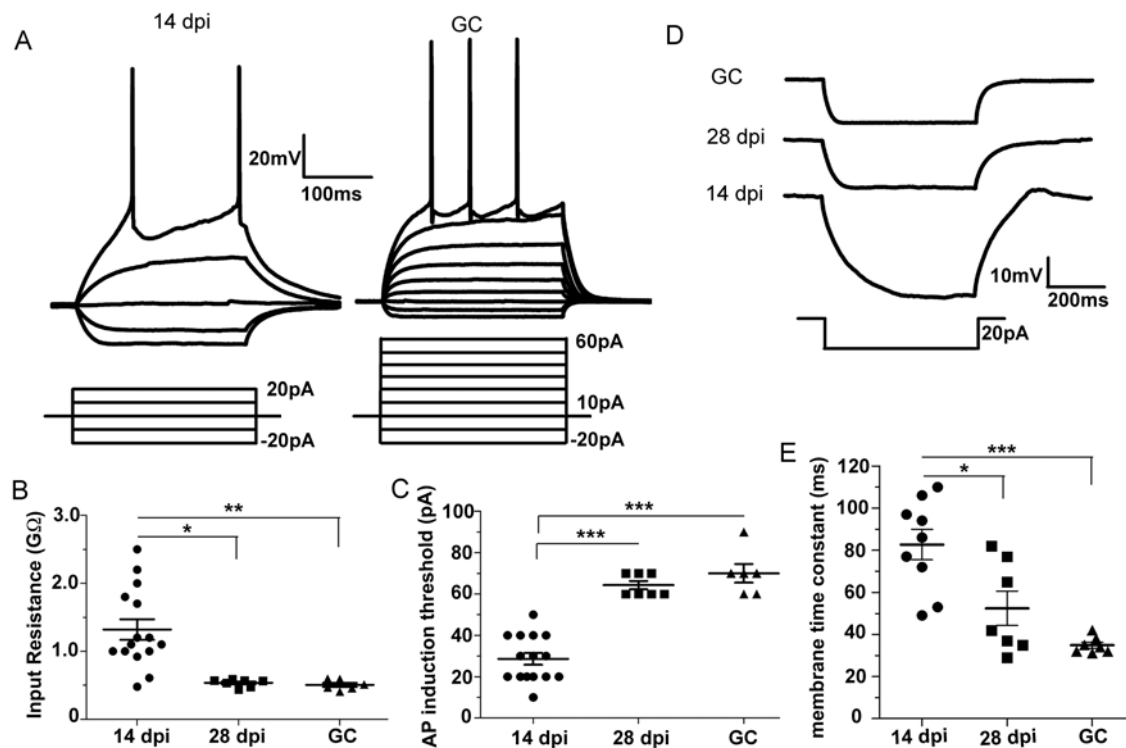 A
14 dpi
GC
20mV
100ms
20pA
-20pA
60pA
10pA
-20pA
D
GC
28 dpi
14 dpi
10mV
200ms
20pA
B
Input Resistance (GΩ)
3.0
2.0
1.0
0
**
*
14 dpi 28 dpi GC
C
AP induction threshold (pA)
100
80
60
40
20
0
***
***
14 dpi 28 dpi GC
E
membrane time constant (ms)
120
100
80
60
40
20
0
***
*
14 dpi 28 dpi GC